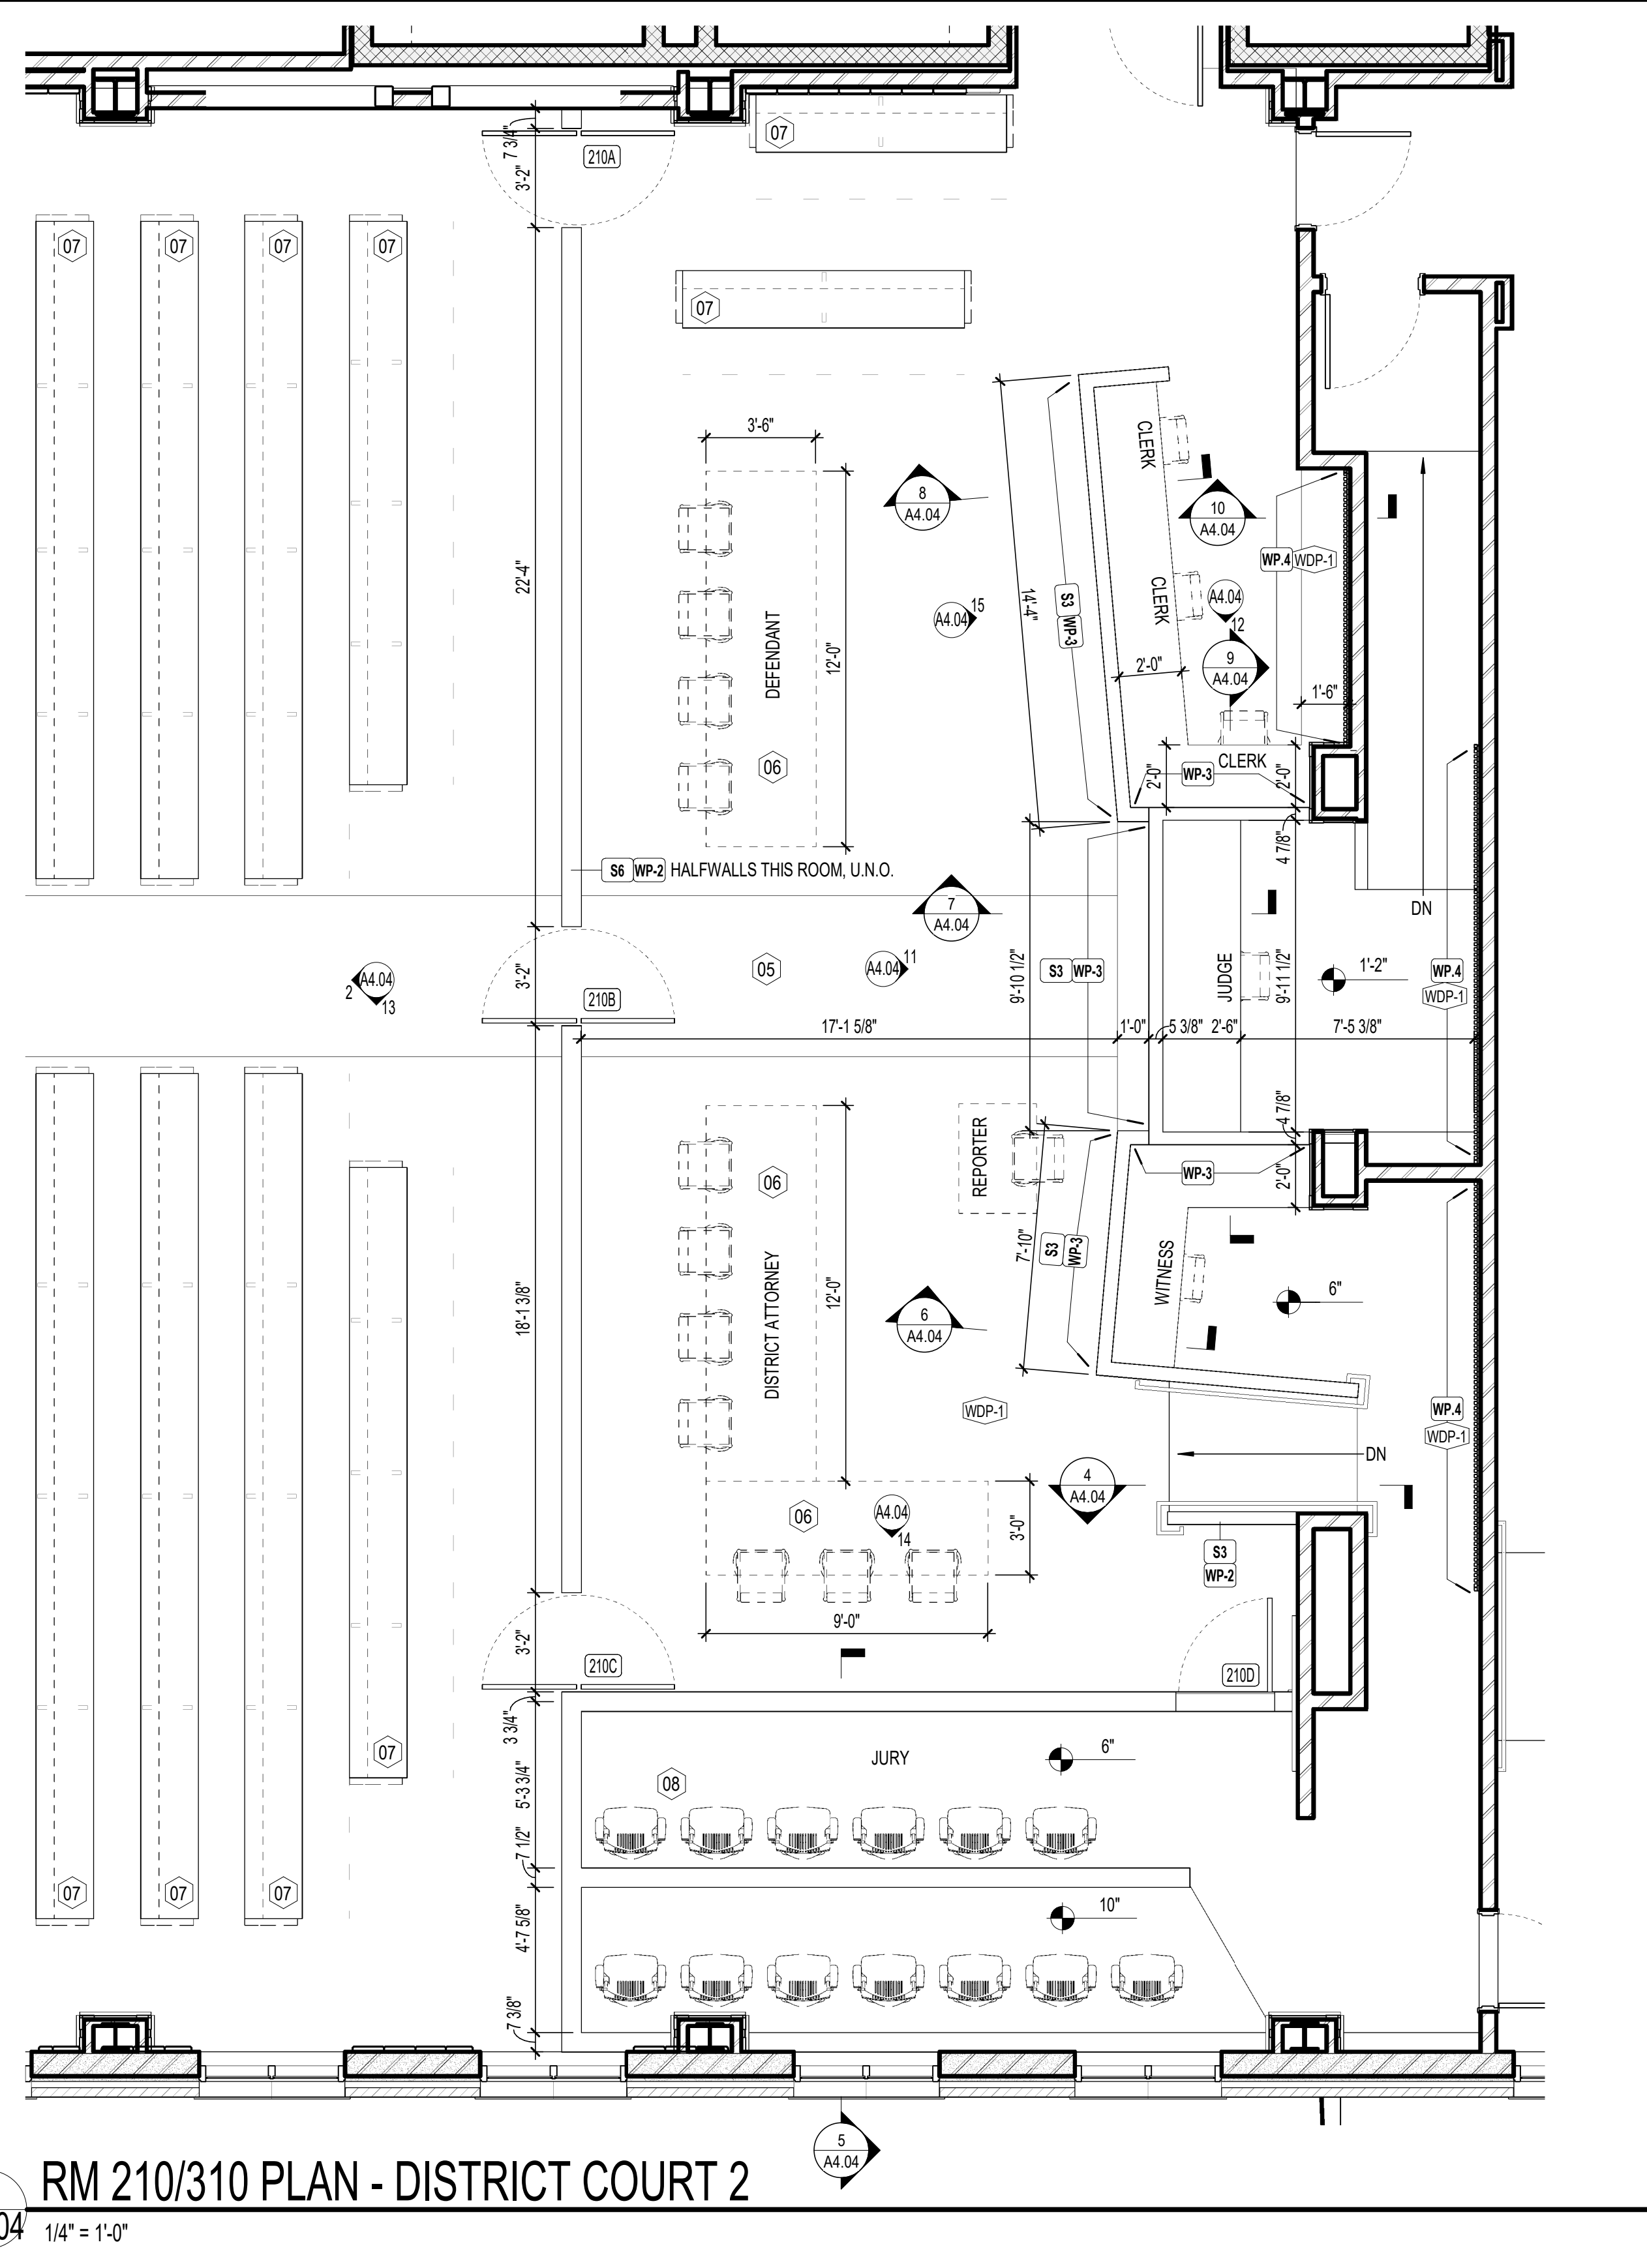 7 3/4"
3'-2"
210A
07
07
07
07
07
07
3'-6"
22'-4"
DEFENDANT
12'-0"
06
8
A4.04
A4.04
15
14'-4"
S3
WP-3
CLERK
CLERK
10
A4.04
A4.04
12
9
A4.04
2'-0"
WP.4
WDP-1
1'-6"
CLERK
2'-0"
WP-3
2'-0"
4 7/8"
S6
WP-2
HALFWALLS THIS ROOM, U.N.O.
7
A4.04
DN
A4.04
2
13
3'-2"
210B
05
A4.04
11
9'-10 1/2"
S3
WP-3
JUDGE
9'-11 1/2"
1'-2"
WP.4
WDP-1
17'-1 5/8"
1'-0"
5 3/8"
2'-6"
7'-5 3/8"
4 7/8"
REPORTER
WP-3
2'-0"
06
DISTRICT ATTORNEY
12'-0"
18'-1 3/8"
7'-10"
S3
WP-3
WITNESS
6"
6
A4.04
WDP-1
WP.4
WDP-1
DN
4
A4.04
06
A4.04
14
3'-0"
S3
WP-2
9'-0"
3'-2"
210C
210D
3 3/4"
07
JURY
6"
5'-3 3/4"
08
7 1/2"
07
07
07
10"
4'-7 5/8"
7 3/8"
5
A4.04
RM 210/310 PLAN - DISTRICT COURT 2
04
1/4" = 1'-0"